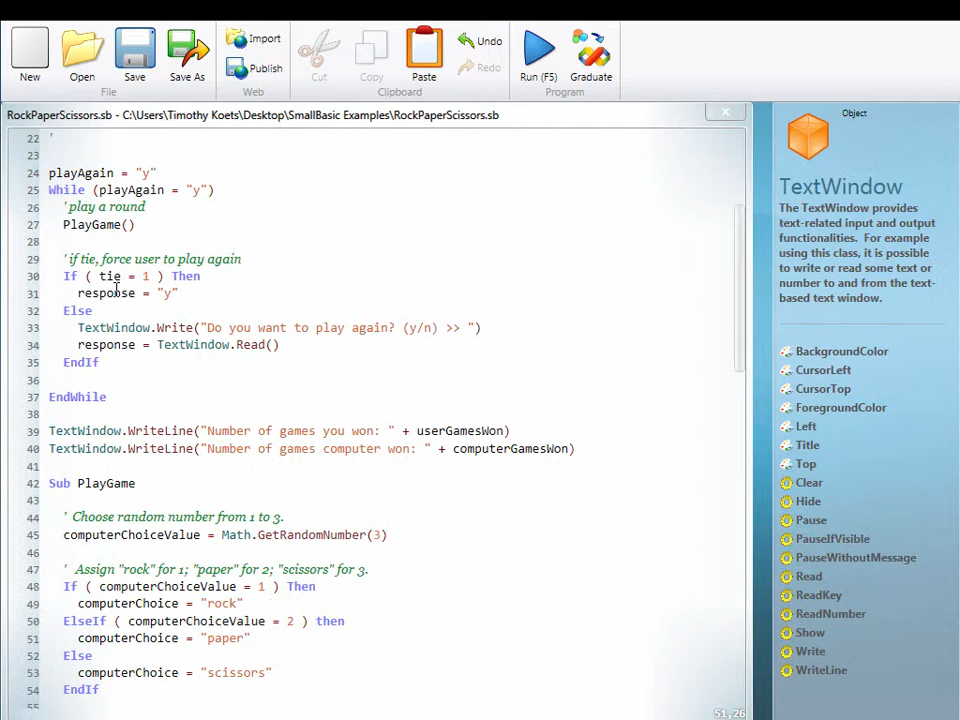 New
Open
Save
Save As
Import
Publish
Cut
Copy
Paste
Undo
Redo
Run (F5)
Graduate
File
Web
Clipboard
Program
RockPaperScissors.sb - C:\Users\Timothy Koets\Desktop\SmallBasic Examples\RockPaperScissors.sb
22 '
23
24 playAgain = "y"
25 While (playAgain = "y")
26 'play a round
27 PlayGame()
28
29 'if tie, force user to play again
30 If ( tie = 1 ) Then
31 response = "y"
32 Else
33 TextWindow.Write("Do you want to play again? (y/n) >> ")
34 response = TextWindow.Read()
35 EndIf
36
37 EndWhile
38
39 TextWindow.WriteLine("Number of games you won: " + userGamesWon)
40 TextWindow.WriteLine("Number of games computer won: " + computerGamesWon)
41
42 Sub PlayGame
43
44 ' Choose random number from 1 to 3.
45 computerChoiceValue = Math.GetRandomNumber(3)
46
47 ' Assign "rock" for 1; "paper" for 2; "scissors" for 3.
48 If ( computerChoiceValue = 1 ) Then
49 computerChoice = "rock"
50 ElseIf ( computerChoiceValue = 2 ) then
51 computerChoice = "paper"
52 Else
53 computerChoice = "scissors"
54 EndIf
55
51,26
Object
TextWindow
The TextWindow provides
text-related input and output
functionalities. For example
using this class, it is possible
to write or read some text or
number to and from the text-
based text window.
BackgroundColor
CursorLeft
CursorTop
ForegroundColor
Left
Title
Top
Clear
Hide
Pause
PauseIfVisible
PauseWithoutMessage
Read
ReadKey
ReadNumber
Show
Write
WriteLine